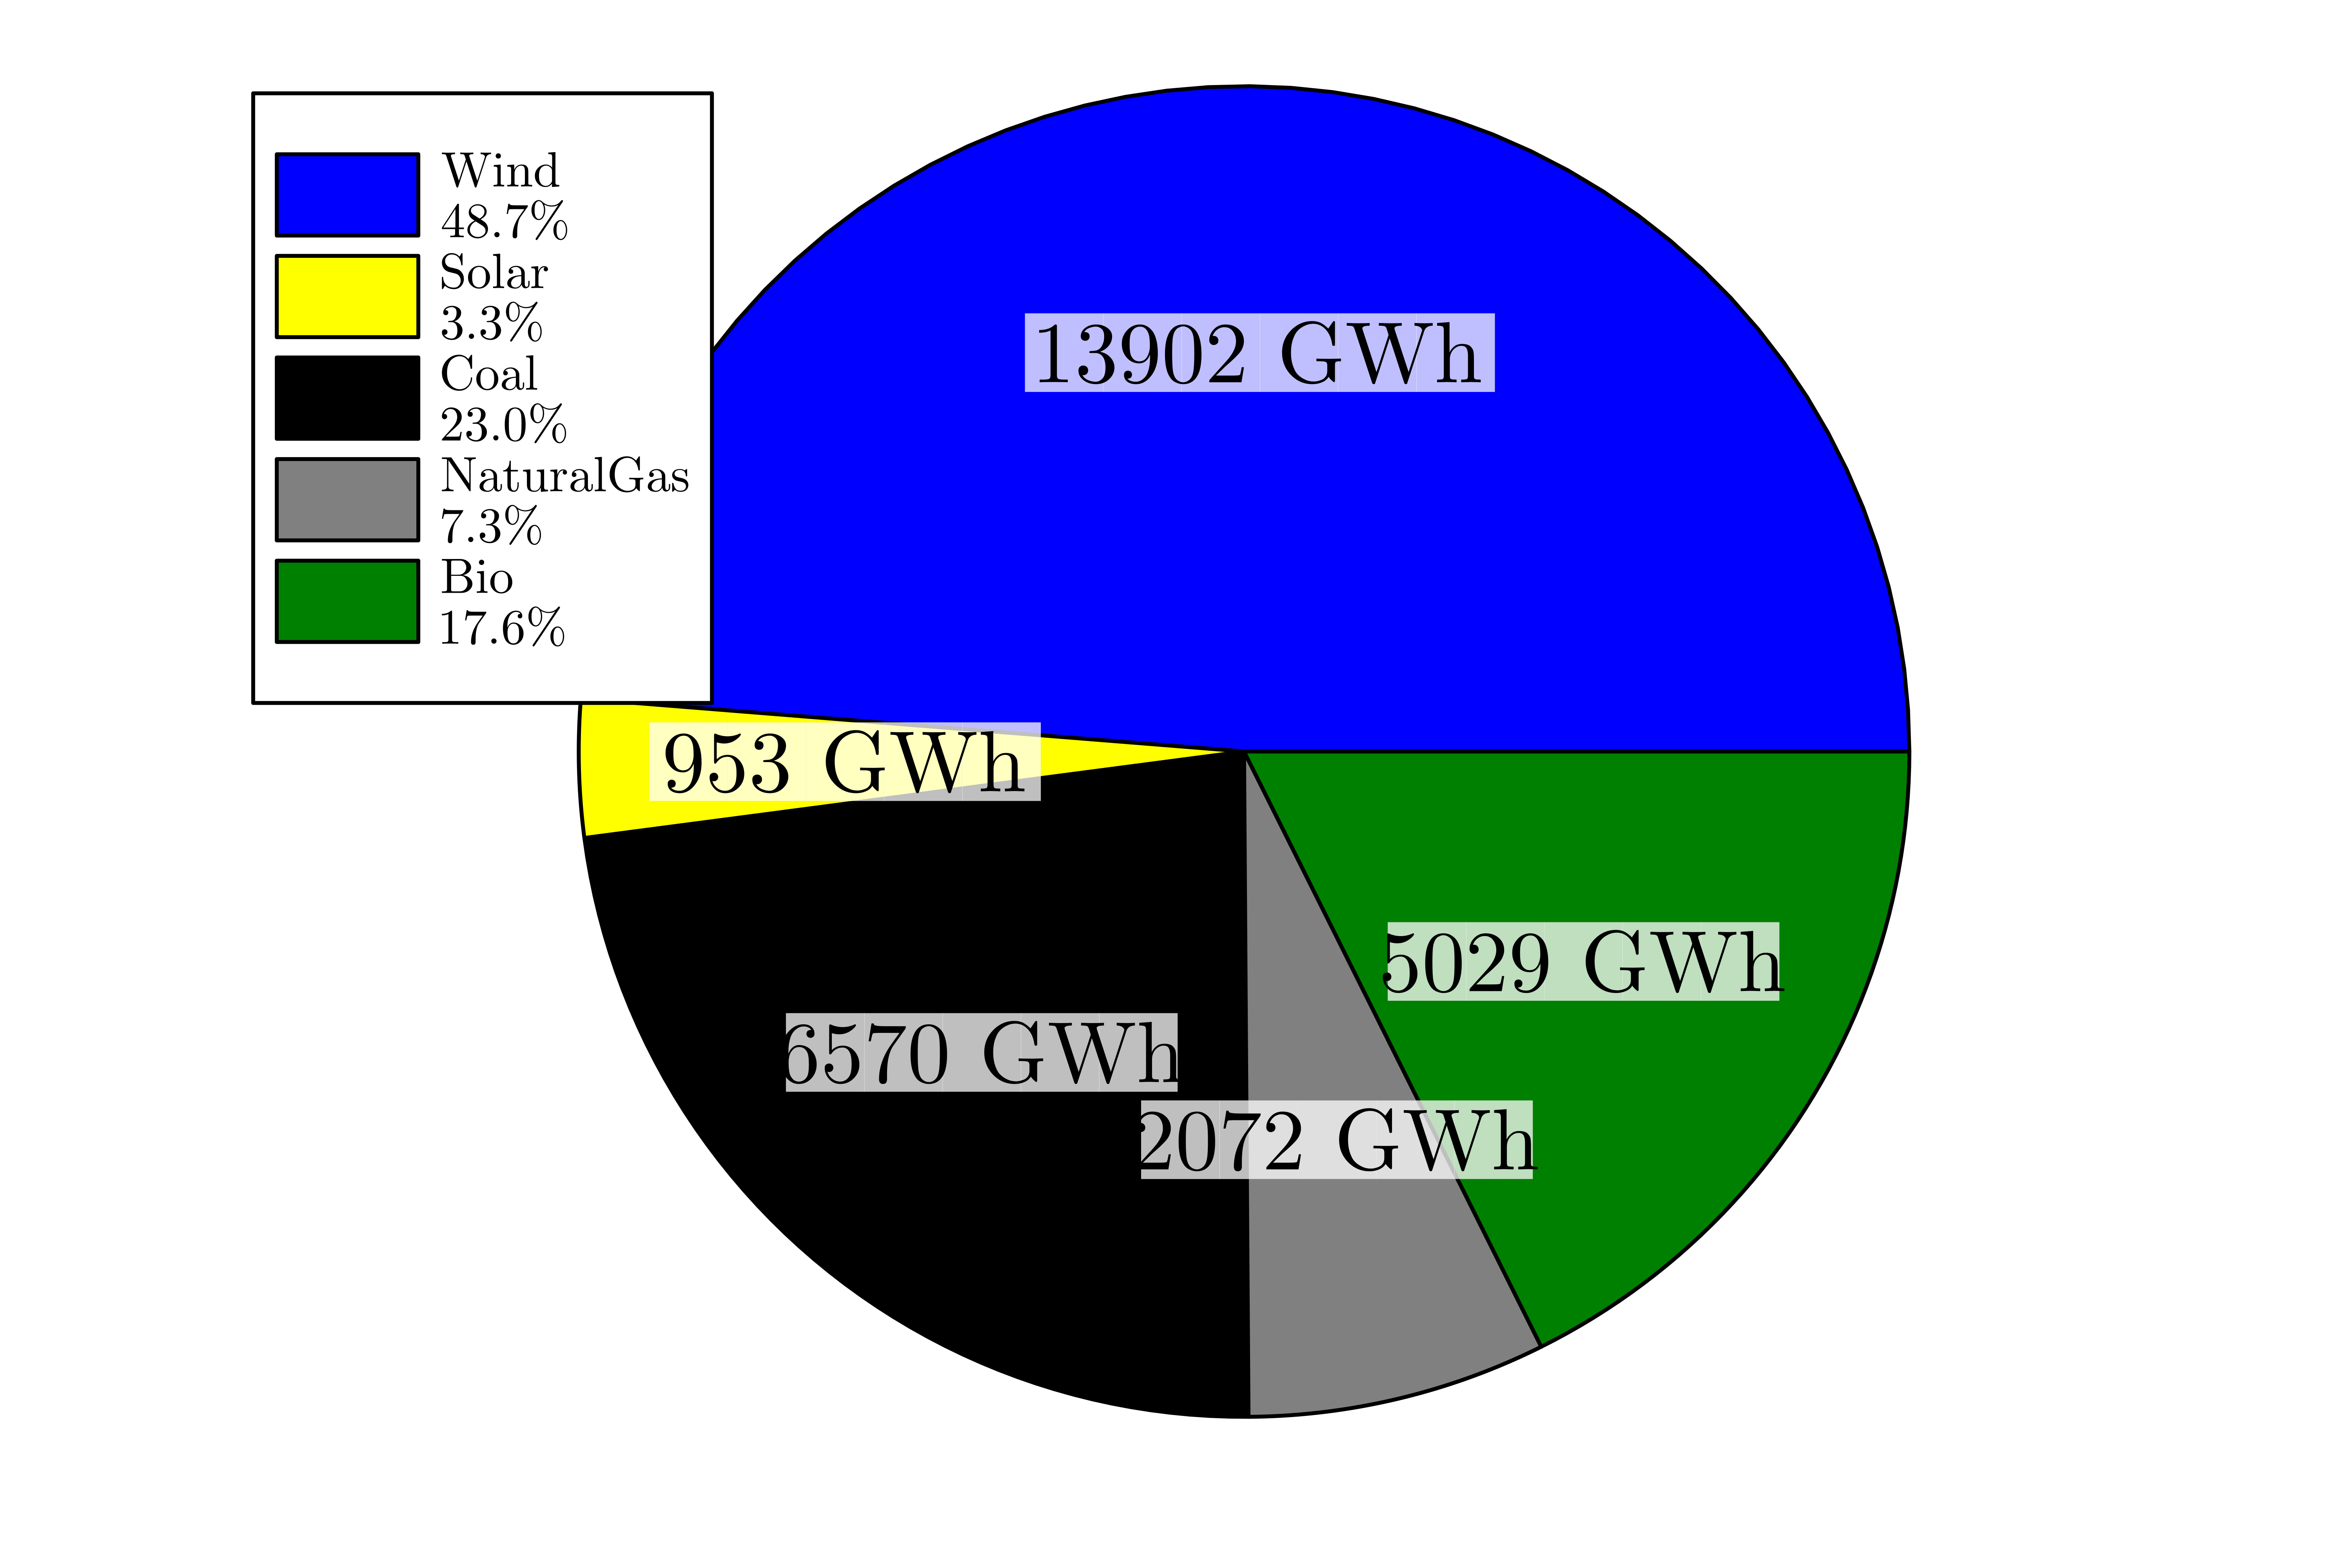 Wind
48.7%
Solar
3.3%
Coal
23.0%
NaturalGas
7.3%
Bio
17.6%
13902 GWh
953 GWh
5029 GWh
6570 GWh
2072 GWh